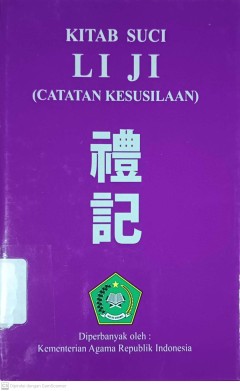 KITAB SUCI
LI JI
(CATATAN KESUSILAAN)
禮
記
Diperbanyak oleh :
Kementerian Agama Republik Indonesia